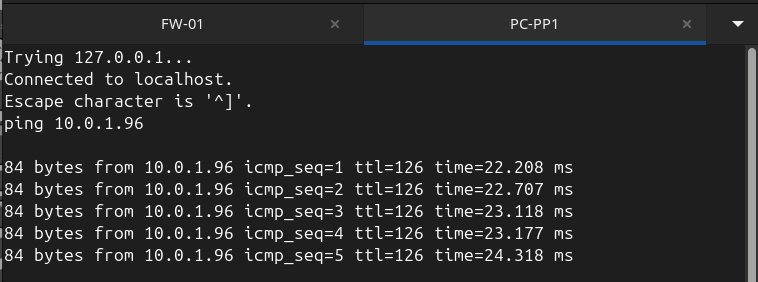 FW-01 × PC-PP1 ×
Trying 127.0.0.1...
Connected to localhost.
Escape character is '^]'.
ping 10.0.1.96
84 bytes from 10.0.1.96 icmp_seq=1 ttl=126 time=22.208 ms
84 bytes from 10.0.1.96 icmp_seq=2 ttl=126 time=22.707 ms
84 bytes from 10.0.1.96 icmp_seq=3 ttl=126 time=23.118 ms
84 bytes from 10.0.1.96 icmp_seq=4 ttl=126 time=23.177 ms
84 bytes from 10.0.1.96 icmp_seq=5 ttl=126 time=24.318 ms